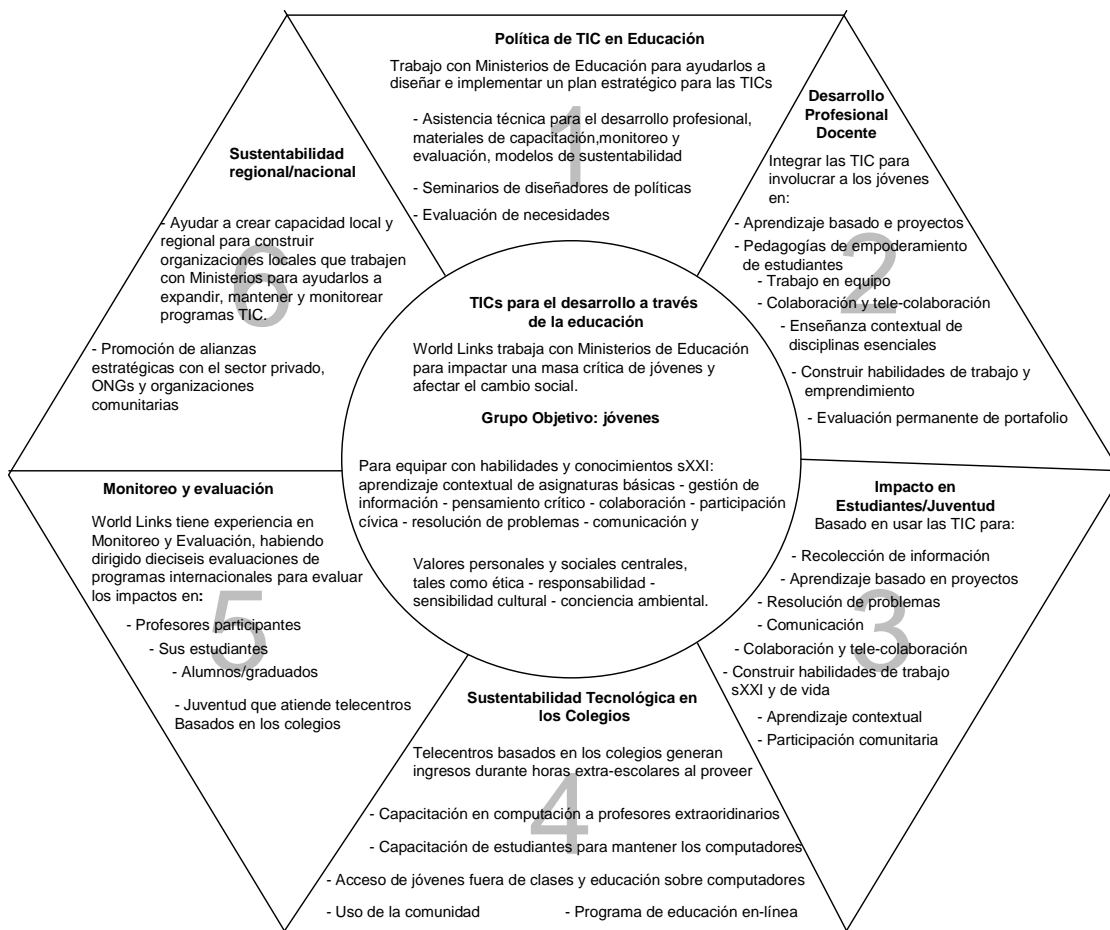 Política de TIC en Educación
Trabajo con Ministerios de Educación para ayudarlos a
diseñar e implementar un plan estratégico para las TICs
- Asistencia técnica para el desarrollo profesional,
materiales de capacitación,monitoreo y
evaluación, modelos de sustentabilidad
- Seminarios de diseñadores de políticas
- Evaluación de necesidades
1
Desarrollo
Profesional
Docente
Integrar las TIC para
involucrar a los jóvenes
en:
- Aprendizaje basado e proyectos
- Pedagogías de empoderamiento
de estudiantes
- Trabajo en equipo
- Colaboración y tele-colaboración
- Enseñanza contextual de
disciplinas esenciales
- Construir habilidades de trabajo y
emprendimiento
- Evaluación permanente de portafolio
2
Impacto en
Estudiantes/Juventud
Basado en usar las TIC para:
- Recolección de información
- Aprendizaje basado en proyectos
- Resolución de problemas
- Comunicación
- Colaboración y tele-colaboración
- Construir habilidades de trabajo
sXXI y de vida
- Aprendizaje contextual
- Participación comunitaria
3
Sustentabilidad Tecnológica en
los Colegios
Telecentros basados en los colegios generan
ingresos durante horas extra-escolares al proveer
- Capacitación en computación a profesores extraoridinarios
- Capacitación de estudiantes para mantener los computadores
- Acceso de jóvenes fuera de clases y educación sobre computadores
- Uso de la comunidad
- Programa de educación en-línea
4
Monitoreo y evaluación
World Links tiene experiencia en
Monitoreo y Evaluación, habiendo
dirigido dieciseis evaluaciones de
programas internacionales para evaluar
los impactos en:
- Profesores participantes
- Sus estudiantes
- Alumnos/graduados
- Juventud que atiende telecentros
Basados en los colegios
5
Sustentabilidad
regional/nacional
- Ayudar a crear capacidad local y
regional para construir
organizaciones locales que trabajen
con Ministerios para ayudarlos a
expandir, mantener y monitorear
programas TIC.
- Promoción de alianzas
estratégicas con el sector privado,
ONGs y organizaciones
comunitarias
6
TICs para el desarrollo a través
de la educación
World Links trabaja con Ministerios de Educación
para impactar una masa crítica de jóvenes y
afectar el cambio social.
Grupo Objetivo: jóvenes
Para equipar con habilidades y conocimientos sXXI:
aprendizaje contextual de asignaturas básicas - gestión de
información - pensamiento crítico - colaboración - participación
cívica - resolución de problemas - comunicación y
Valores personales y sociales centrales,
tales como ética - responsabilidad -
sensibilidad cultural - conciencia ambiental.